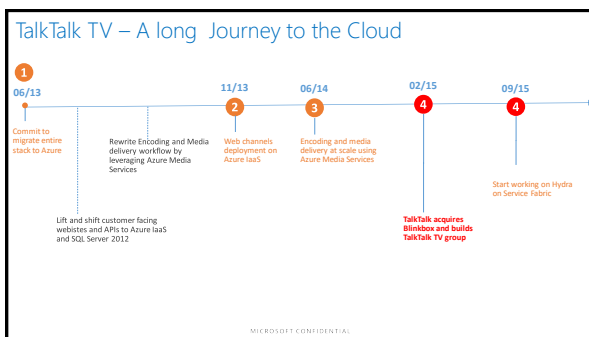 TalkTalk TV – A long Journey to the Cloud
1
06/13
11/13
06/14
02/15
09/15
2
3
4
4
Commit to
migrate entire
stack to Azure
Rewrite Encoding and Media
delivery workflow by
leveraging Azure Media
Services
Web channels
deployment on
Azure IaaS
Encoding and media
delivery at scale using
Azure Media Services
Start working on Hydra
on Service Fabric
Lift and shift customer facing
webistes and APIs to Azure IaaS
and SQL Server 2012
TalkTalk acquires
Blinkbox and builds
TalkTalk TV group
MICROSOFT CONFIDENTIAL